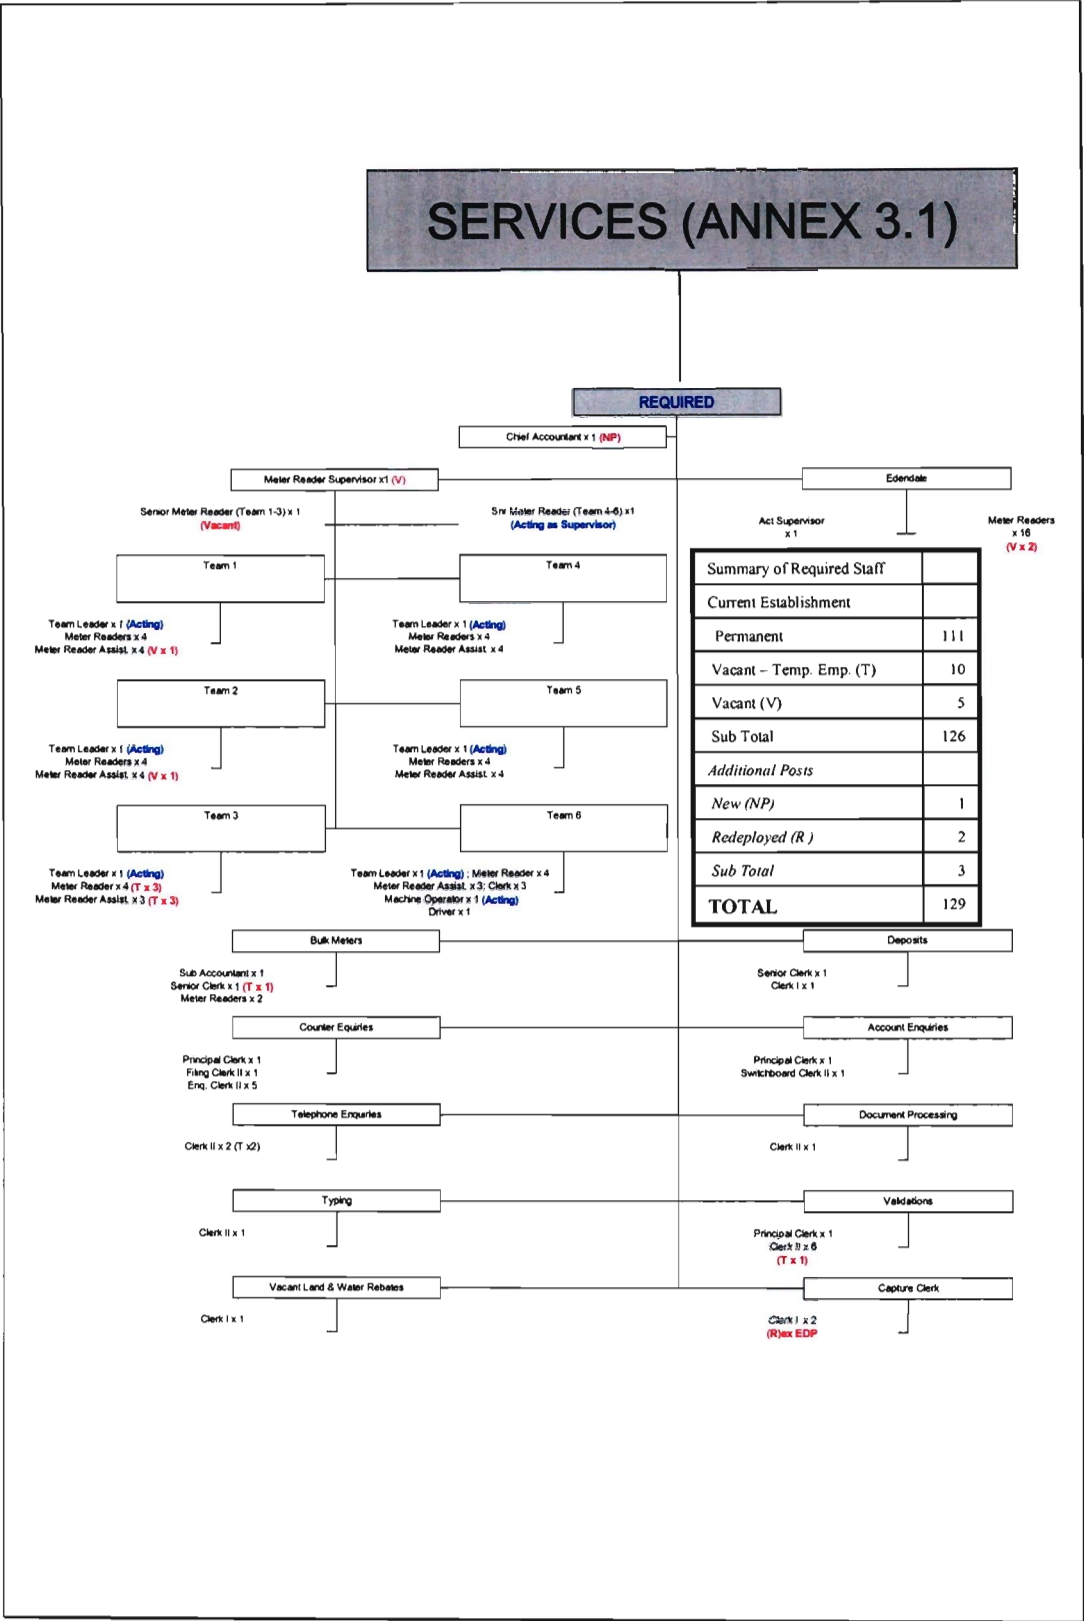 SERVICES (ANNEX 3.1)
REQUIRED
Chief Accountant x 1 (NP)
Meter Reader Supervisor x1 (V)
Edendale
Senior Meter Reader (Team 1-3) x 1
(Vacant)
Snr Meter Reader (Team 4-6) x1
(Acting as Supervisor)
Act Supervisor
x 1
Meter Readers
x 16
(V x 2)
Team 1
Team Leader x 1 (Acting)
Meter Readers x 4
Meter Reader Assist. x 4 (V x 1)
Team 4
Team Leader x 1 (Acting)
Meter Readers x 4
Meter Reader Assist. x 4
Team 2
Team Leader x 1 (Acting)
Meter Readers x 4
Meter Reader Assist. x 4 (V x 1)
Team 5
Team Leader x 1 (Acting)
Meter Readers x 4
Meter Reader Assist. x 4
Team 3
Team Leader x 1 (Acting)
Meter Reader x 4 (T x 3)
Meter Reader Assist. x 3 (T x 3)
Team 6
Team Leader x 1 (Acting) ; Meter Reader x 4
Meter Reader Assist. x 3; Clerk x 3
Machine Operator x 1 (Acting)
Driver x 1
Summary of Required Staff
Current Establishment
Permanent 111
Vacant – Temp. Emp. (T) 10
Vacant (V) 5
Sub Total 126
Additional Posts
New (NP) 1
Redeployed (R ) 2
Sub Total 3
TOTAL 129
Bulk Meters
Sub Accountant x 1
Senior Clerk x 1 (T x 1)
Meter Readers x 2
Deposits
Senior Clerk x 1
Clerk I x 1
Counter Equiries
Principal Clerk x 1
Filing Clerk II x 1
Enq. Clerk II x 5
Account Enquiries
Principal Clerk x 1
Switchboard Clerk II x 1
Telephone Enquries
Clerk II x 2 (T x2)
Document Processing
Clerk II x 1
Typing
Clerk II x 1
Validations
Principal Clerk x 1
Clerk II x 6
(T x 1)
Vacant Land & Water Rebates
Clerk I x 1
Capture Clerk
Clerk I x 2
(R)ex EDP